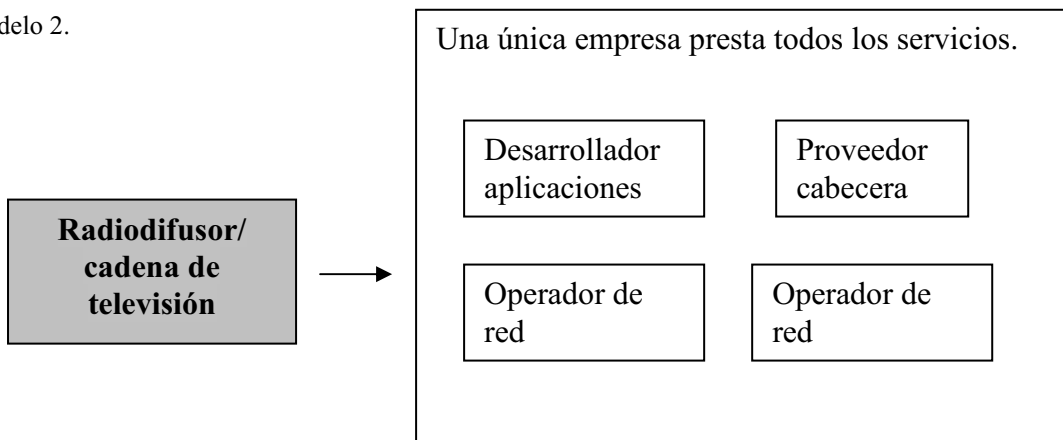 delo 2.
Una única empresa presta todos los servicios.
Desarrollador
aplicaciones
Proveedor
cabecera
Radiodifusor/
cadena de
televisión
Operador de
red
Operador de
red